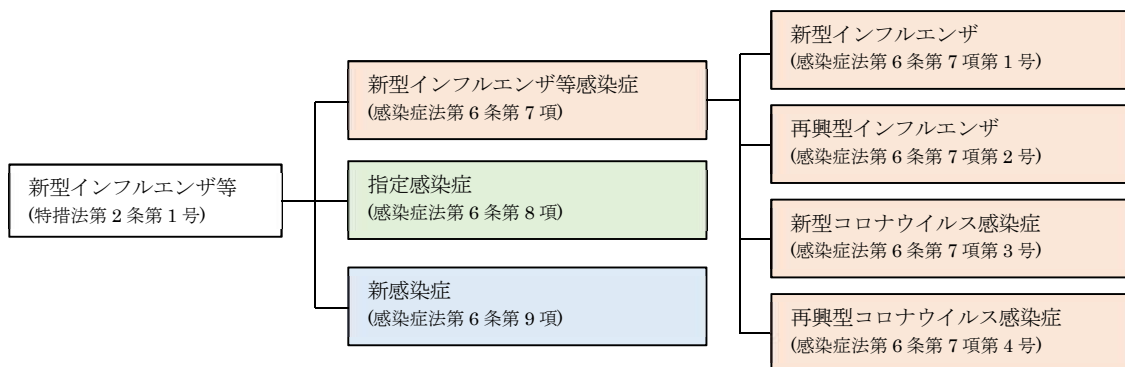 新型インフルエンザ等
(特措法第 2 条第 1 号)
新型インフルエンザ等感染症
(感染症法第 6 条第 7 項)
指定感染症
(感染症法第 6 条第 8 項)
新感染症
(感染症法第 6 条第 9 項)
新型インフルエンザ
(感染症法第 6 条第 7 項第 1 号)
再興型インフルエンザ
(感染症法第 6 条第 7 項第 2 号)
新型コロナウイルス感染症
(感染症法第 6 条第 7 項第 3 号)
再興型コロナウイルス感染症
(感染症法第 6 条第 7 項第 4 号)